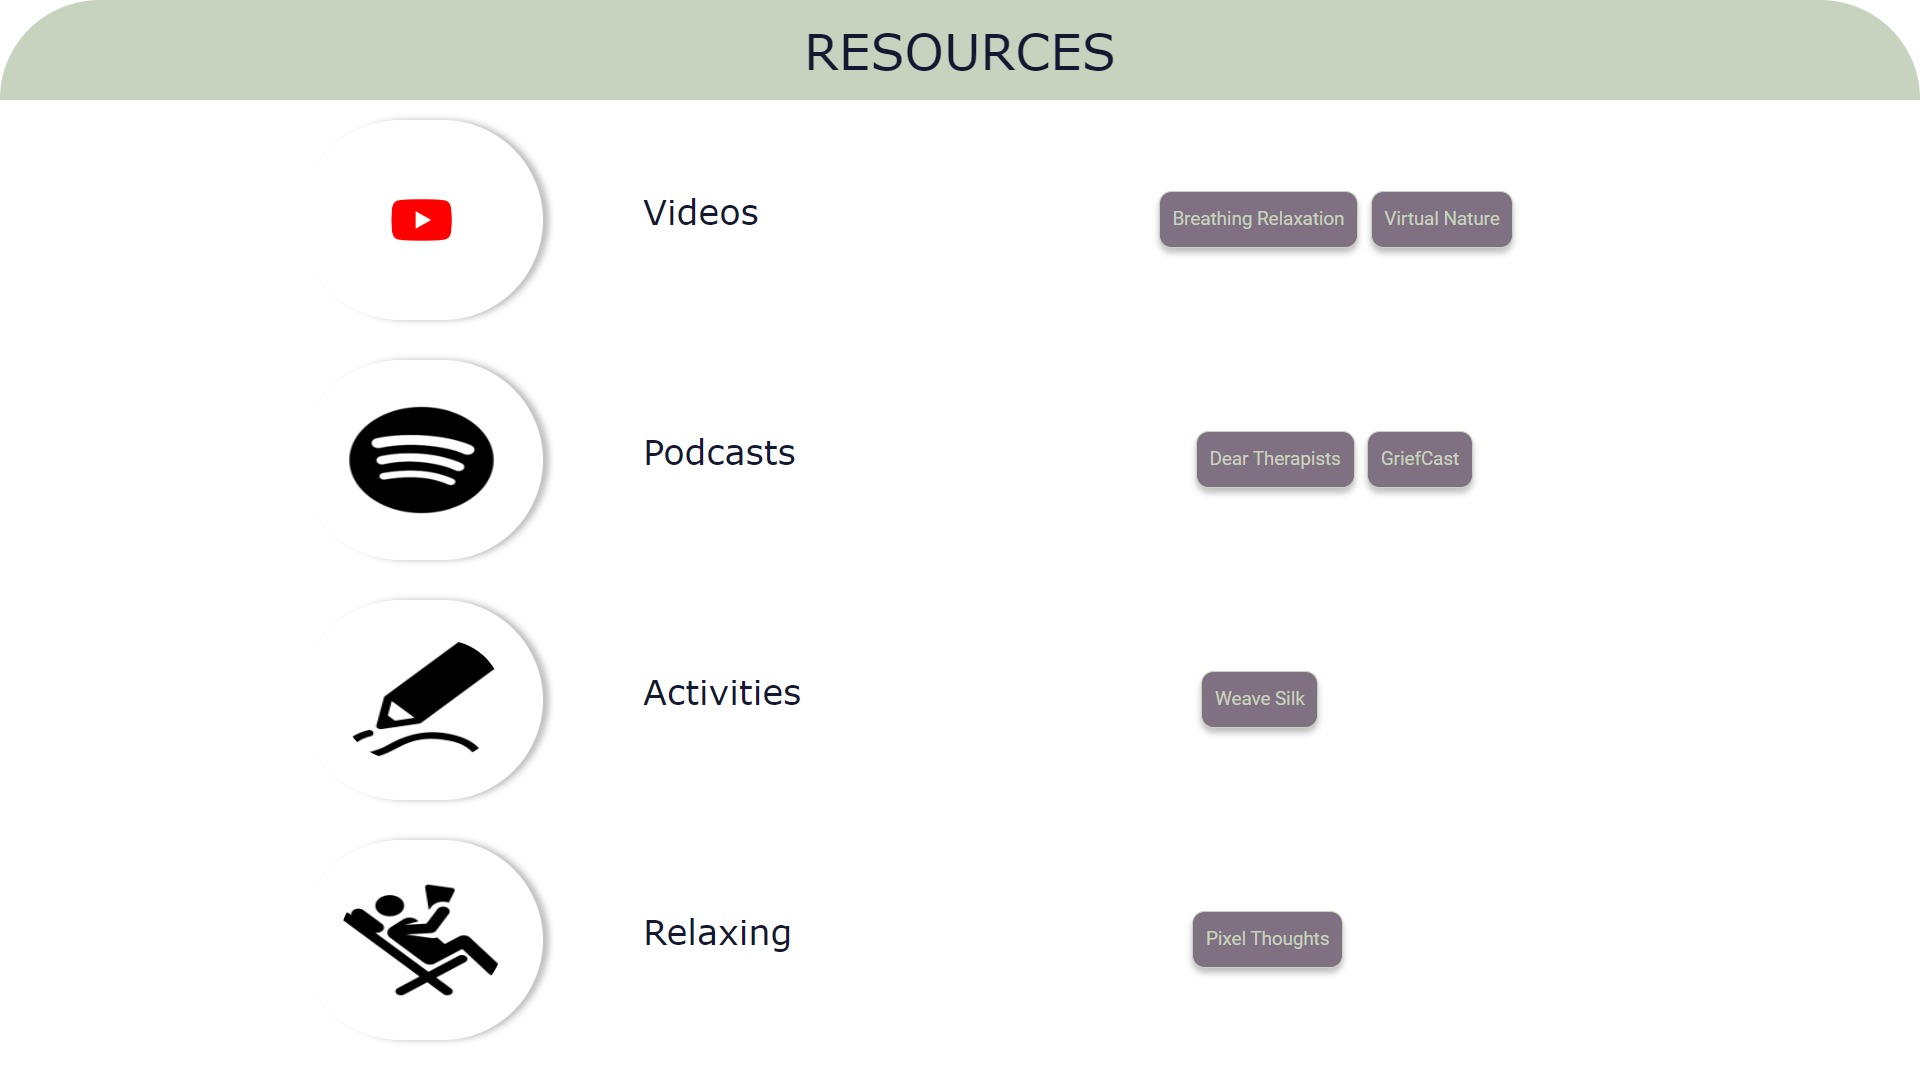 RESOURCES
Videos
Breathing Relaxation
Virtual Nature
Podcasts
Dear Therapists
GriefCast
Activities
Weave Silk
Relaxing
Pixel Thoughts